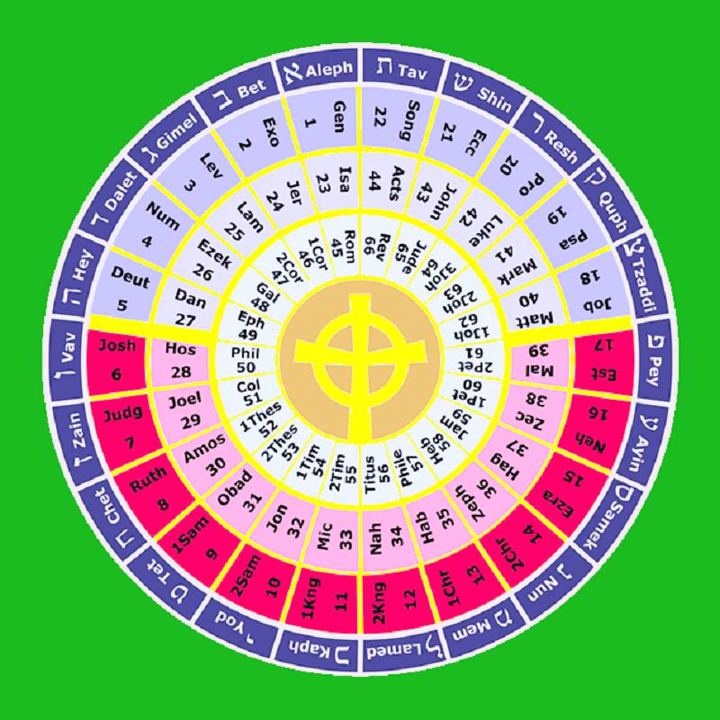 א Aleph
ב Bet
ג Gimel
ד Dalet
ה Hey
ו Vav
ז Zain
ח Chet
ט Tet
י Yod
כ Kaph
ל Lamed
מ Mem
נ Nun
ס Samek
ע Ayin
פ Pey
צ Tzaddi
ק Quph
ר Resh
ש Shin
ת Tav
Gen
1
Exo
2
Lev
3
Num
4
Deut
5
Josh
6
Judg
7
Ruth
8
1Sam
9
2Sam
10
1Kng
11
2Kng
12
1Chr
13
2Chr
14
Ezra
15
Neh
16
Est
17
Job
18
Psa
19
Pro
20
Ecc
21
Song
22
Isa
23
Jer
24
Lam
25
Ezek
26
Dan
27
Hos
28
Joel
29
Amos
30
Obad
31
Jon
32
Mic
33
Nah
34
Hab
35
Zeph
36
Hag
37
Zec
38
Mal
39
Matt
40
Mark
41
Luke
42
John
43
Acts
44
Rom
45
1Cor
46
2Cor
47
Gal
48
Eph
49
Phil
50
Col
51
1Thes
52
2Thes
53
1Tim
54
2Tim
55
Titus
56
Phile
57
Heb
58
Jam
59
1Pet
60
2Pet
61
1Joh
62
2Joh
63
3Joh
64
Jude
65
Rev
66